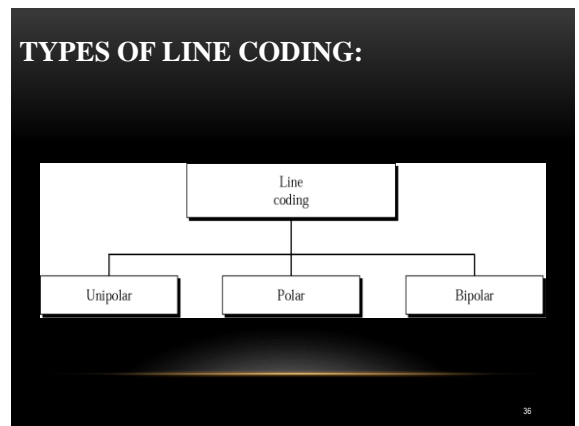 TYPES OF LINE CODING:
Line
coding
Unipolar Polar Bipolar
36